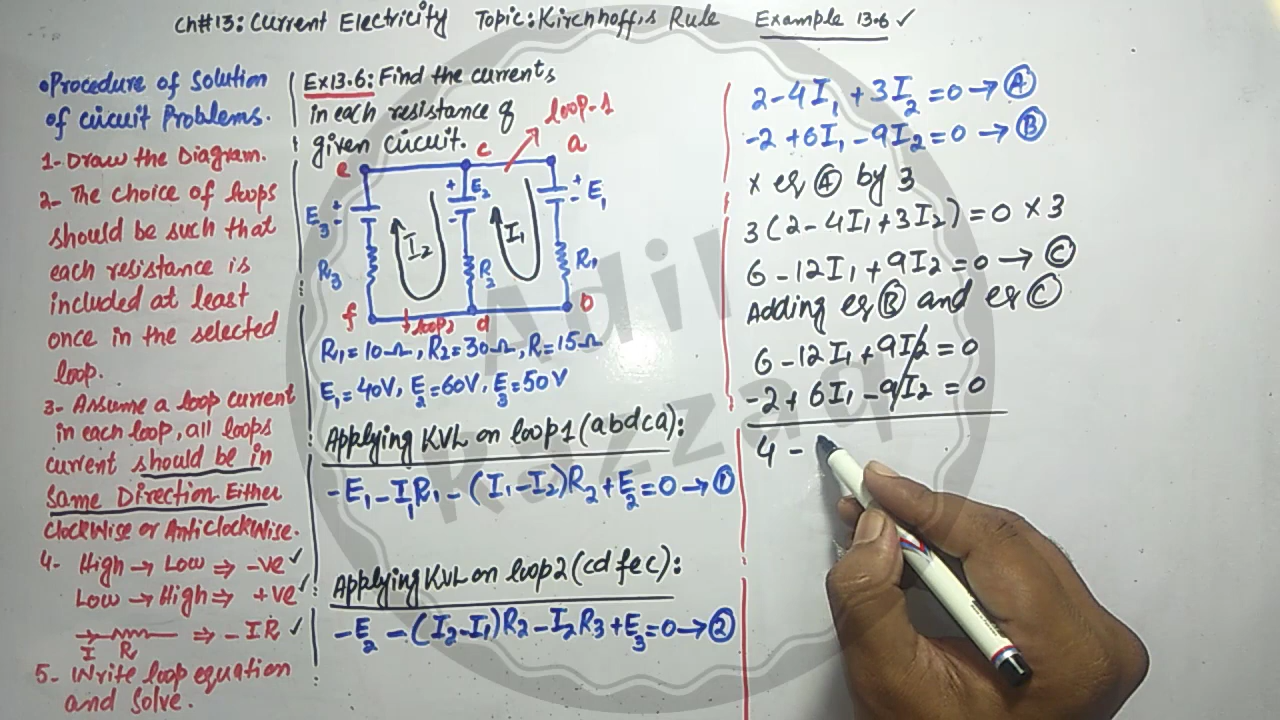 Ch#13: Current Electricity Topic: Kirchhoff,s Rule Example 13.6 ✓
•Procedure of Solution
of circuit Problems.
1- Draw the Diagram.
2- The choice of loops
should be such that
each resistance is
included at least
once in the selected
loop.
3- Assume a loop current
in each loop, all loops
current should be in
Same Direction Either
Clockwise or Anticlockwise.
4- High → Low ⇒ -ve ✓
Low → High ⇒ +ve ✓
I R ⇒ - IR ✓
5- Write loop equation
and solve.
Ex13.6: Find the currents
in each resistance of
given circuit.
loop-1
e c a
E3 + - + E2 - + - E1
I2 I1
R3 R2 R1
f loop2 d b
R1=10Ω, R2=30Ω, R=15Ω
E1=40V, E2=60V, E3=50V
Applying KVL on loop1 (abdca):
-E1 - I1R1 - (I1-I2)R2 + E2=0 → ①
Applying KVL on loop2 (cdfec):
-E2 - (I2-I1)R2 - I2R3 + E3=0 → ②
2-4I1+3I2=0 → Ⓐ
-2+6I1-9I2=0 → Ⓑ
x eq Ⓐ by 3
3(2-4I1+3I2)=0 x 3
6-12I1+9I2=0 → Ⓒ
Adding eq Ⓑ and eq Ⓒ
6-12I1+9I2=0
-2+6I1-9I2=0
4 -
Adil
Razzaq